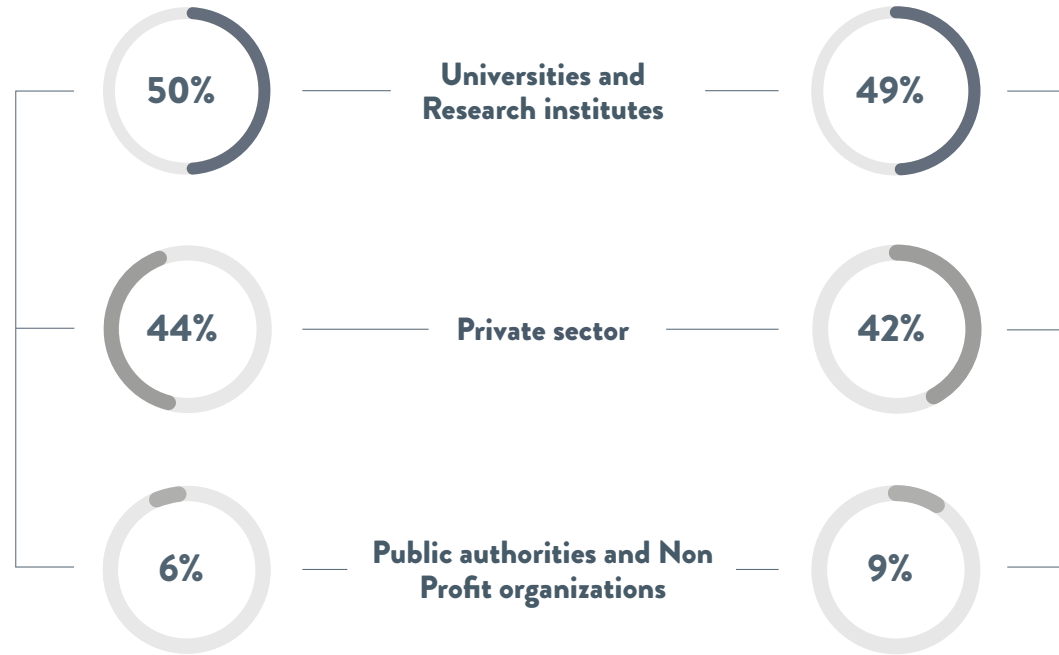 50%
Universities and
Research institutes
49%
44%
Private sector
42%
6%
Public authorities and Non
Profit organizations
9%